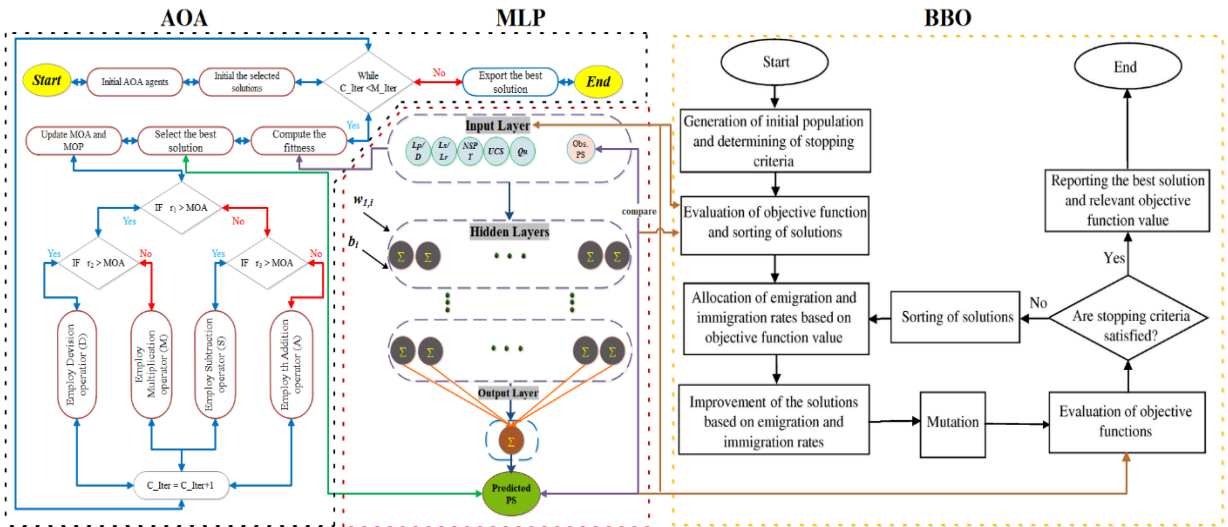 AOA
MLP
BBO
Start
Initial AOA agents
Initial the selected
solutions
While
C_Iter <M_Iter
No
Export the best
solution
End
Yes
Update MOA and
MOP
Select the best
solution
Compute the
fitness
IF r1 > MOA
Yes
No
Yes
IF r2 > MOA
No
Yes
IF r3 > MOA
No
Employ Devision
operator (D)
Employ
Multiplication
operator (M)
Employ Subtraction
operator (S)
Employ th Addition
operator (A)
C_Iter = C_Iter+1
Input Layer
Lp/
D
Ls/
Lr
NSP
T
UCS
Qu
Obs.
PS
w1,i
bi
compare
Hidden Layers
Σ Σ Σ Σ
Σ Σ Σ Σ
Output Layer
Σ
Predicted
PS
Start
Generation of initial
population and
determining of stopping
criteria
Evaluation of objective
function and sorting of
solutions
Allocation of emigration and
immigration rates based on
objective function value
Improvement of the solutions
based on emigration and
immigration rates
Mutation
Evaluation of objective
functions
Are stopping criteria
satisfied?
No
Sorting of solutions
Yes
Reporting the best solution
and relevant objective
function value
End